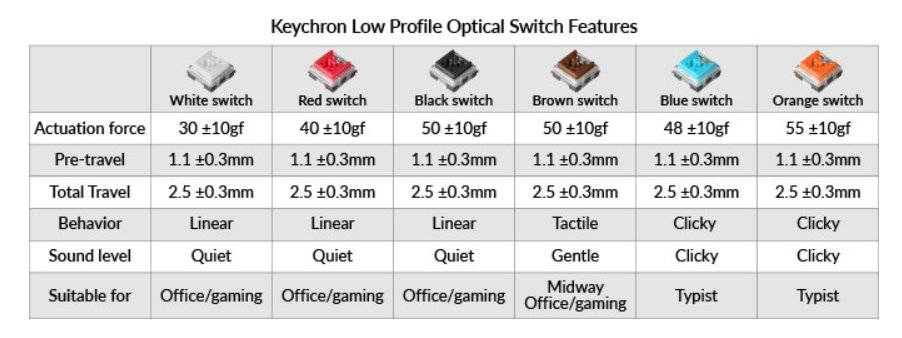 Keychron Low Profile Optical Switch Features
White switch Red switch Black switch Brown switch Blue switch Orange switch
Actuation force 30 ±10gf 40 ±10gf 50 ±10gf 50 ±10gf 48 ±10gf 55 ±10gf
Pre-travel 1.1 ±0.3mm 1.1 ±0.3mm 1.1 ±0.3mm 1.1 ±0.3mm 1.1 ±0.3mm 1.1 ±0.3mm
Total Travel 2.5 ±0.3mm 2.5 ±0.3mm 2.5 ±0.3mm 2.5 ±0.3mm 2.5 ±0.3mm 2.5 ±0.3mm
Behavior Linear Linear Linear Tactile Clicky Clicky
Sound level Quiet Quiet Quiet Gentle Clicky Clicky
Suitable for Office/gaming Office/gaming Office/gaming Midway Office/gaming Typist Typist